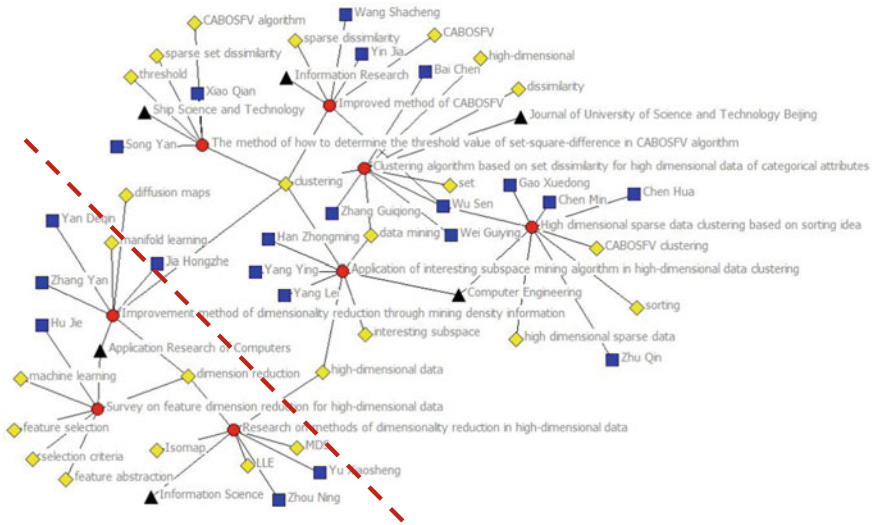 CABOSFV algorithm
Wang Shacheng
sparse dissimilarity
CABOSFV
sparse set dissimilarity
Yin Jia
high-dimensional
threshold
Information Research
Bai Chen
dissimilarity
Xiao Qian
Ship Science and Technology
Improved method of CABOSFV
Journal of University of Science and Technology Beijing
Song Yan
The method of how to determine the threshold value of set-square-difference in CABOSFV algorithm
Clustering algorithm based on set dissimilarity for high dimensional data of categorical attributes
clustering
set
Gao Xuedong
diffusion maps
Chen Hua
Wu Sen
Chen Min
Zhang Guiqiong
Yan Deqin
High dimensional sparse data clustering based on sorting idea
manifold learning
Han Zhongming
data mining
Wei Guiying
CABOSFV clustering
Jia Hongzhe
Yang Ying
Application of interesting subspace mining algorithm in high-dimensional data clustering
Zhang Yan
Yang Lei
Computer Engineering
sorting
Improvement method of dimensionality reduction through mining density information
Hu Jie
interesting subspace
high dimensional sparse data
Application Research of Computers
Zhu Qin
machine learning
dimension reduction
high-dimensional data
Survey on feature dimension reduction for high-dimensional data
feature selection
Research on methods of dimensionality reduction in high-dimensional data
Isomap
MDS
selection criteria
LLE
Yu Xiaosheng
feature abstraction
Information Science
Zhou Ning